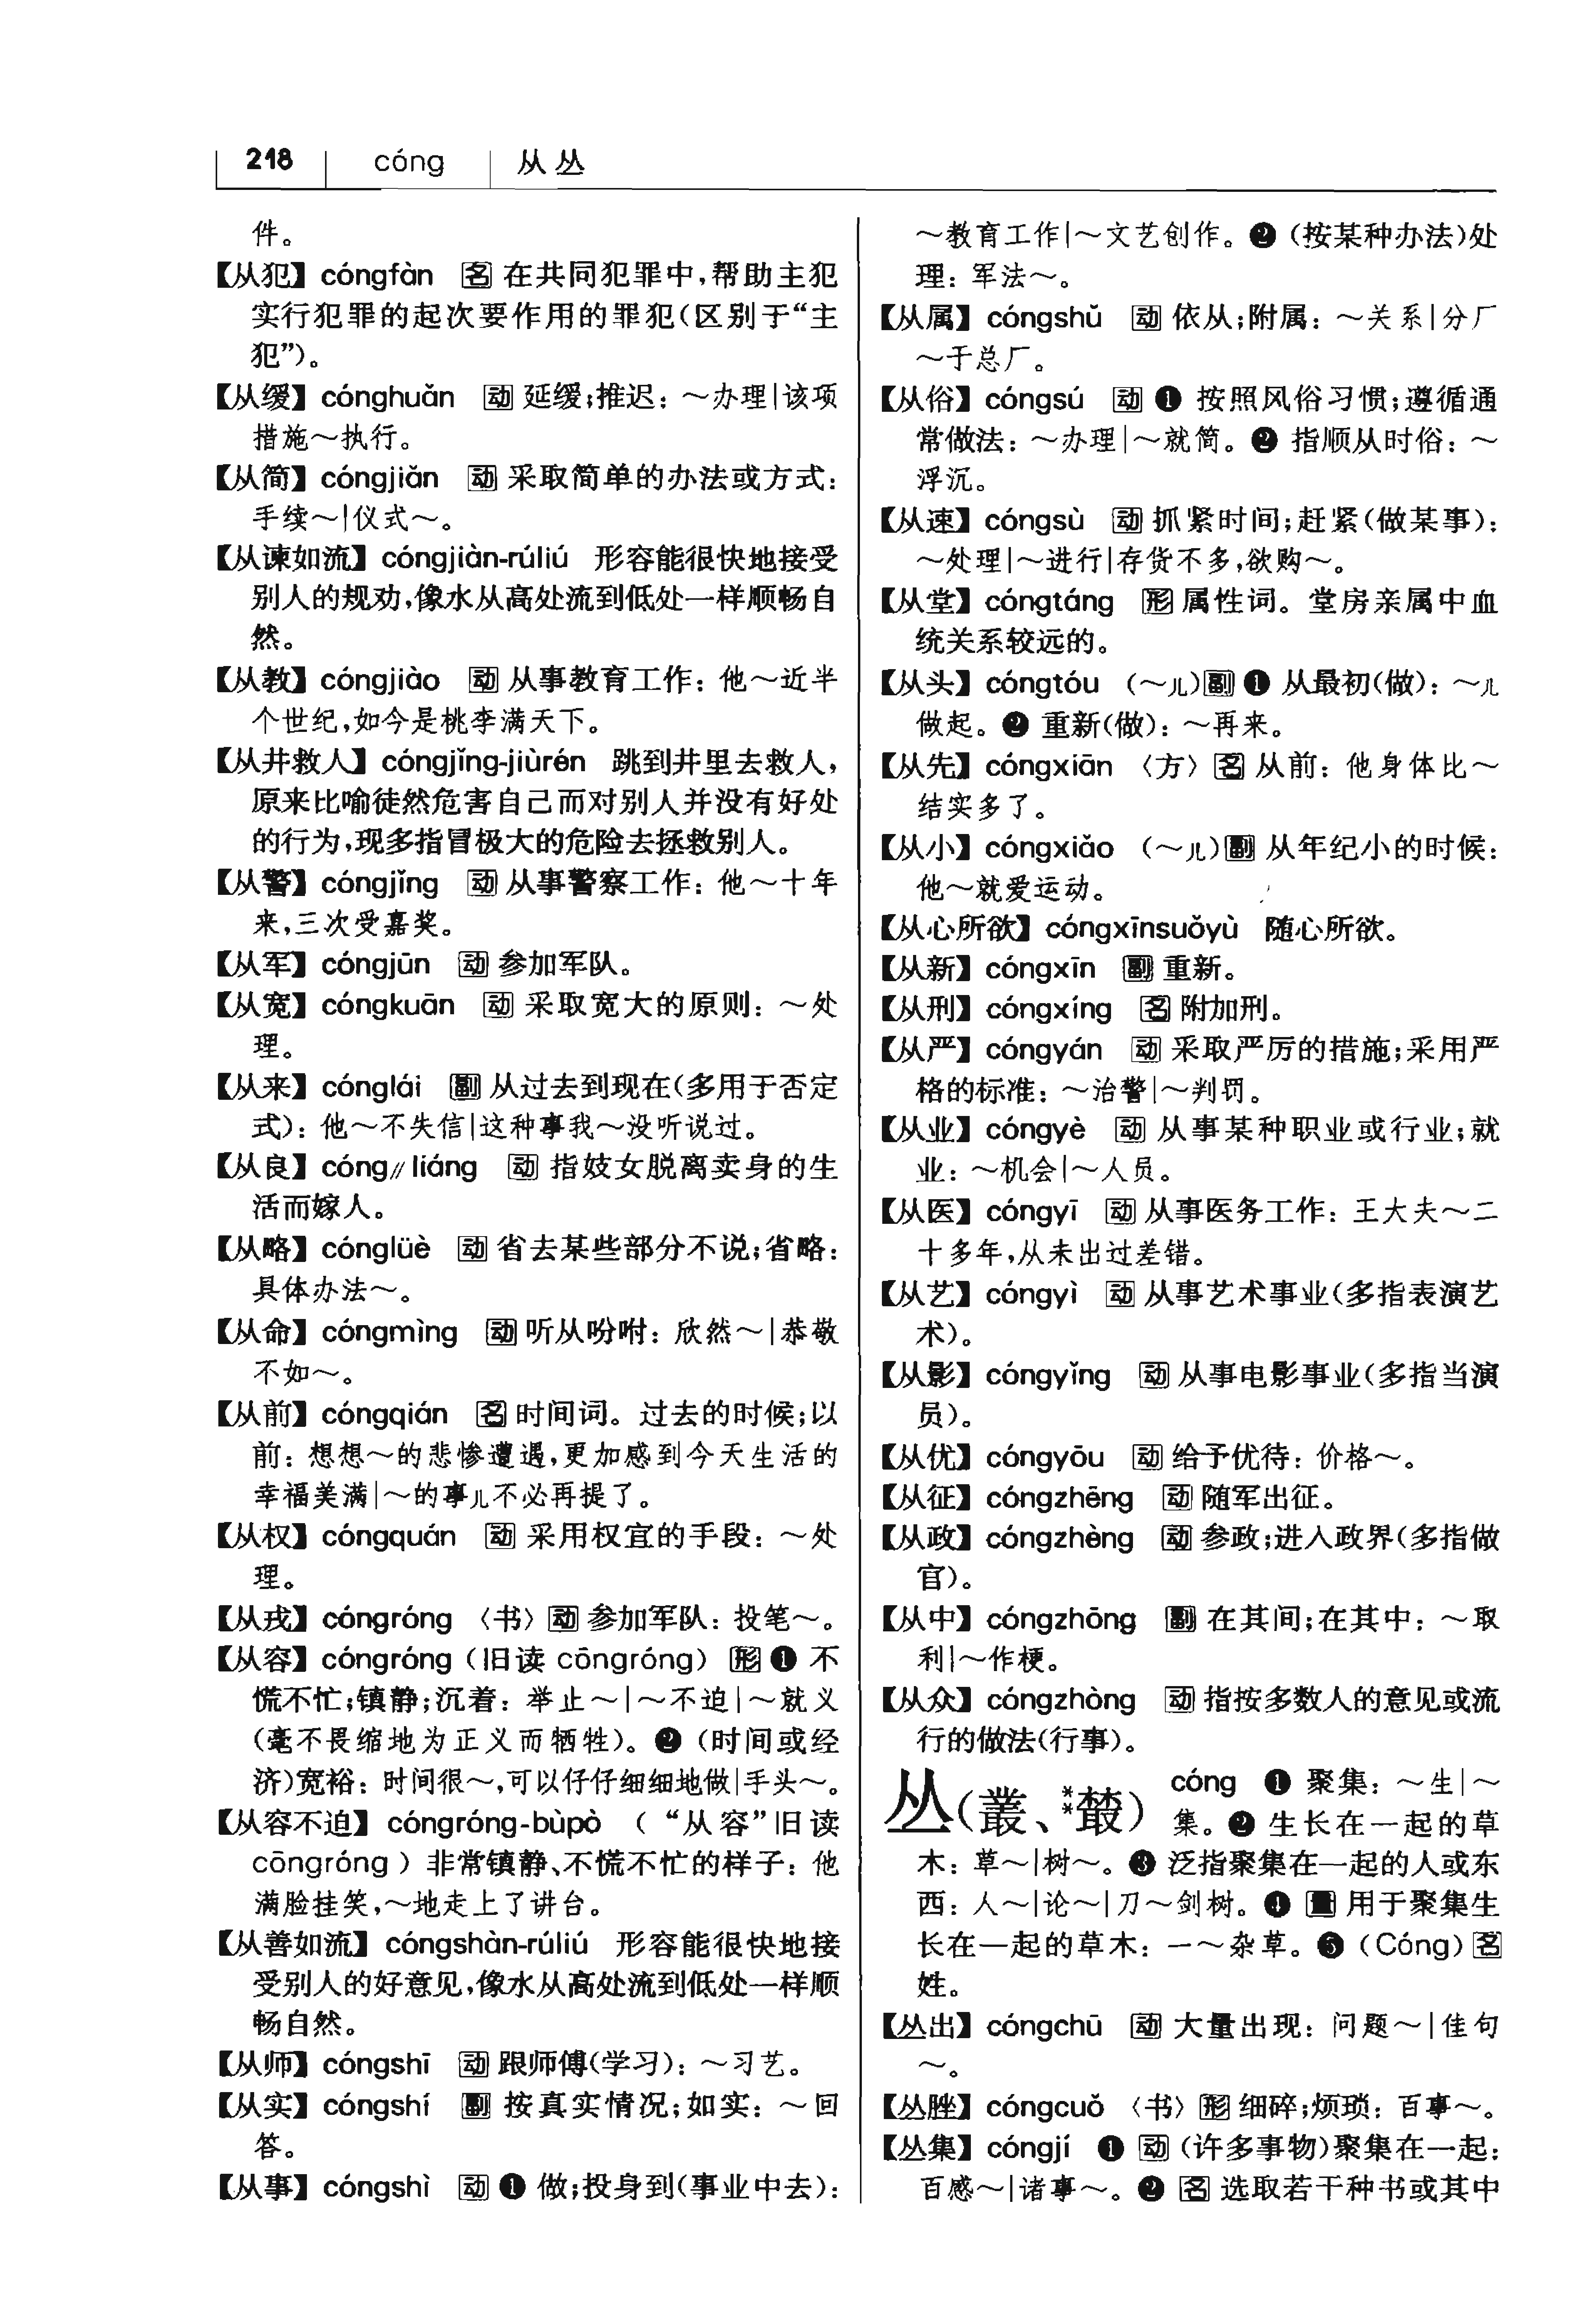 218 cóng 从丛
件。
【从犯】 cóngfàn 名 在共同犯罪中,帮助主犯
实行犯罪的起次要作用的罪犯(区别于“主
犯”)。
【从缓】 cónghuǎn 动 延缓;推迟：～办理|该项
措施～执行。
【从简】 cóngjiǎn 动 采取简单的办法或方式：
手续～|仪式～。
【从谏如流】 cóngjiàn-rúliú 形容能很快地接受
别人的规劝,像水从高处流到低处一样顺畅自
然。
【从教】 cóngjiào 动 从事教育工作：他～近半
个世纪,如今是桃李满天下。
【从井救人】 cóngjǐng-jiùrén 跳到井里去救人,
原来比喻徒然危害自己而对别人并没有好处
的行为,现多指冒极大的危险去拯救别人。
【从警】 cóngjǐng 动 从事警察工作：他～十年
来,三次受嘉奖。
【从军】 cóngjūn 动 参加军队。
【从宽】 cóngkuān 动 采取宽大的原则：～处
理。
【从来】 cónglái 副 从过去到现在(多用于否定
式)：他～不失信|这种事我～没听说过。
【从良】 cóng//liáng 动 指妓女脱离卖身的生
活而嫁人。
【从略】 cónglüè 动 省去某些部分不说;省略：
具体办法～。
【从命】 cóngmìng 动 听从吩咐：欣然～|恭敬
不如～。
【从前】 cóngqián 名 时间词。过去的时候;以
前：想想～的悲惨遭遇,更加感到今天生活的
幸福美满|～的事儿不必再提了。
【从权】 cóngquán 动 采用权宜的手段：～处
理。
【从戎】 cóngróng 〈书〉 动 参加军队：投笔～。
【从容】 cóngróng（旧读 cōngróng） 形 ❶ 不
慌不忙;镇静;沉着：举止～|～不迫|～就义
(毫不畏缩地为正义而牺牲)。❷（时间或经
济)宽裕：时间很～,可以仔仔细细地做|手头～。
【从容不迫】 cóngróng-bùpò （“从容”旧读
cōngróng）非常镇静、不慌不忙的样子：他
满脸挂笑,～地走上了讲台。
【从善如流】 cóngshàn-rúliú 形容能很快地接
受别人的好意见,像水从高处流到低处一样顺
畅自然。
【从师】 cóngshī 动 跟师傅(学习)：～习艺。
【从实】 cóngshí 副 按真实情况;如实：～回
答。
【从事】 cóngshì 动 ❶ 做;投身到(事业中去)：
～教育工作|～文艺创作。❷（按某种办法)处
理：军法～。
【从属】 cóngshǔ 动 依从;附属：～关系|分厂
～于总厂。
【从俗】 cóngsú 动 ❶ 按照风俗习惯;遵循通
常做法：～办理|～就简。❷ 指顺从时俗：～
浮沉。
【从速】 cóngsù 动 抓紧时间;赶紧(做某事)：
～处理|～进行|存货不多,欲购～。
【从堂】 cóngtáng 形 属性词。堂房亲属中血
统关系较远的。
【从头】 cóngtóu （～儿)副 ❶ 从最初(做)：～儿
做起。❷ 重新(做)：～再来。
【从先】 cóngxiān 〈方〉 名 从前：他身体比～
结实多了。
【从小】 cóngxiǎo （～儿)副 从年纪小的时候：
他～就爱运动。
【从心所欲】 cóngxīnsuǒyù 随心所欲。
【从新】 cóngxīn 副 重新。
【从刑】 cóngxíng 名 附加刑。
【从严】 cóngyán 动 采取严厉的措施;采用严
格的标准：～治警|～判罚。
【从业】 cóngyè 动 从事某种职业或行业;就
业：～机会|～人员。
【从医】 cóngyī 动 从事医务工作：王大夫～二
十多年,从未出过差错。
【从艺】 cóngyì 动 从事艺术事业(多指表演艺
术)。
【从影】 cóngyǐng 动 从事电影事业(多指当演
员)。
【从优】 cóngyōu 动 给予优待：价格～。
【从征】 cóngzhēng 动 随军出征。
【从政】 cóngzhèng 动 参政;进入政界(多指做
官)。
【从中】 cóngzhōng 副 在其间;在其中：～取
利|～作梗。
【从众】 cóngzhòng 动 指按多数人的意见或流
行的做法(行事)。
丛(叢、**藂) cóng ❶ 聚集：～生|～
集。❷ 生长在一起的草
木：草～|树～。❸ 泛指聚集在一起的人或东
西：人～|论～|刀～剑树。❹ 量 用于聚集生
长在一起的草木：一～杂草。❺（Cóng）名
姓。
【丛出】 cóngchū 动 大量出现：问题～|佳句
～。
【丛脞】 cóngcuǒ 〈书〉 形 细碎;烦琐：百事～。
【丛集】 cóngjí ❶ 动 (许多事物)聚集在一起：
百感～|诸事～。❷ 名 选取若干种书或其中